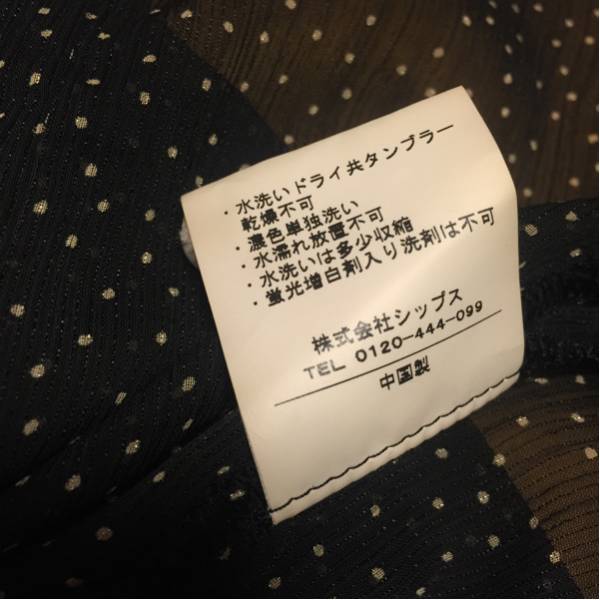 ・水洗いドライ共タンブラー
乾燥不可
・濃色単独洗い
・水濡れ放置不可
・水洗いは多少収縮
・蛍光増白剤入り洗剤は不可
株式会社シップス
TEL 0120-444-099
中国製